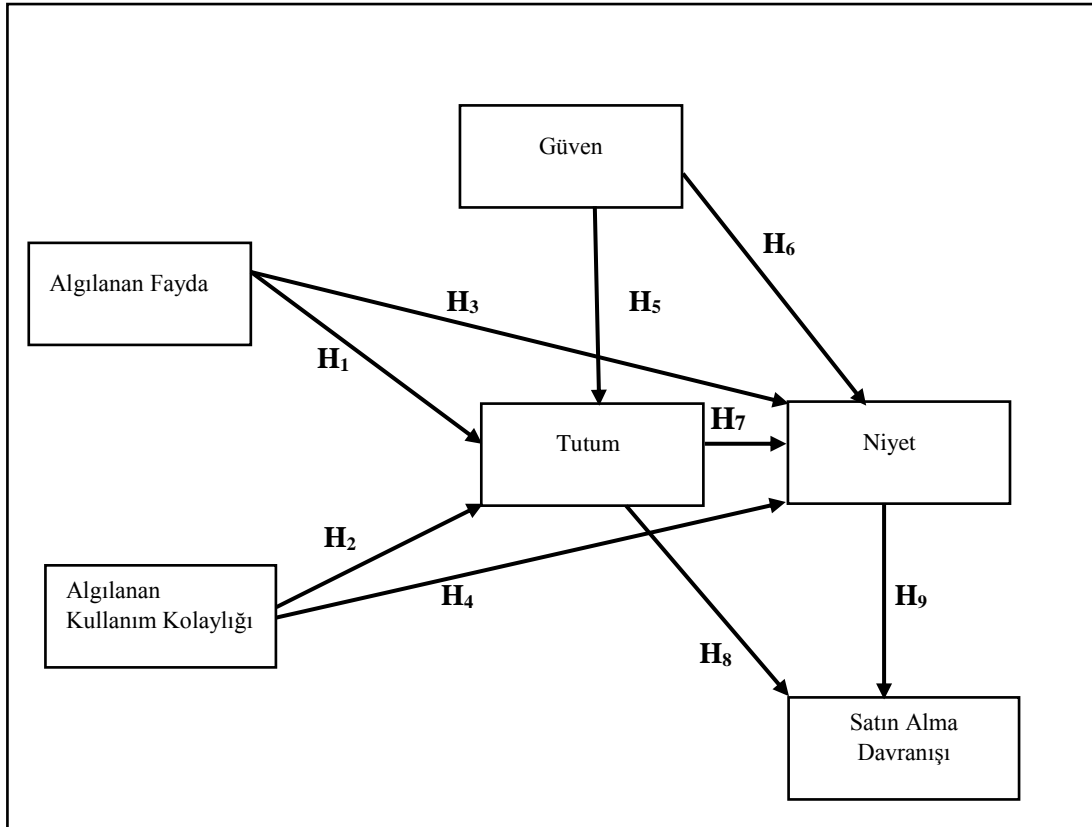 Güven
H6
Algılanan Fayda
H3
H5
H1
H7
Tutum
Niyet
H2
Algılanan
Kullanım Kolaylığı
H4
H9
H8
Satın Alma
Davranışı